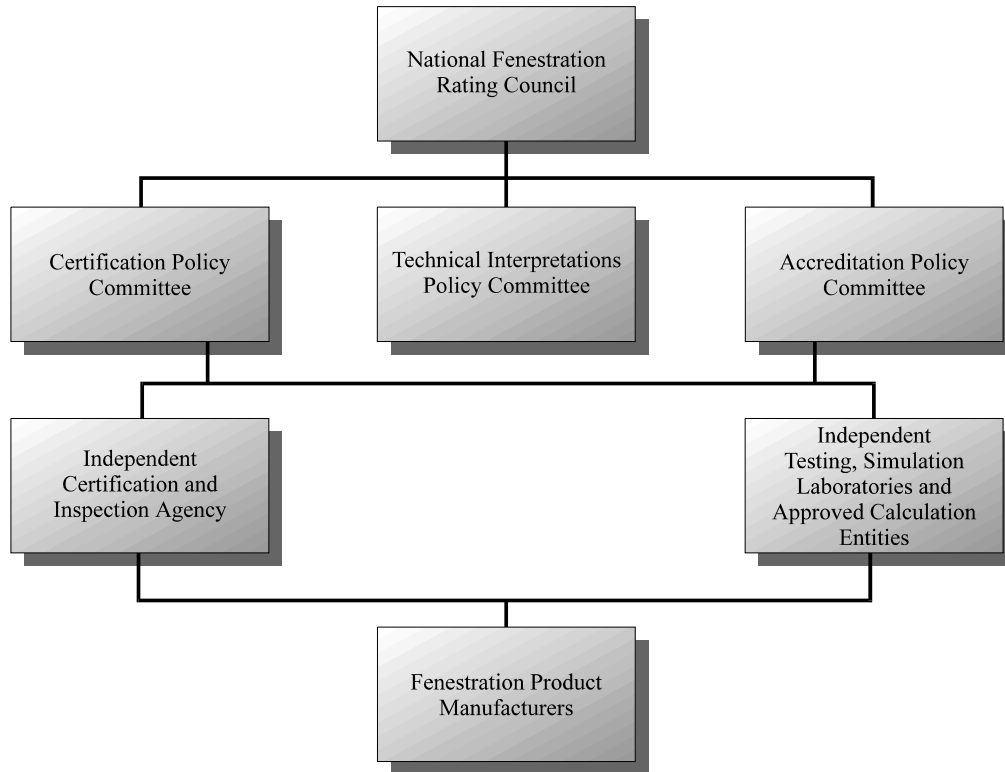 National Fenestration
Rating Council
Certification Policy
Committee
Technical Interpretations
Policy Committee
Accreditation Policy
Committee
Independent
Certification and
Inspection Agency
Independent
Testing, Simulation
Laboratories and
Approved Calculation
Entities
Fenestration Product
Manufacturers